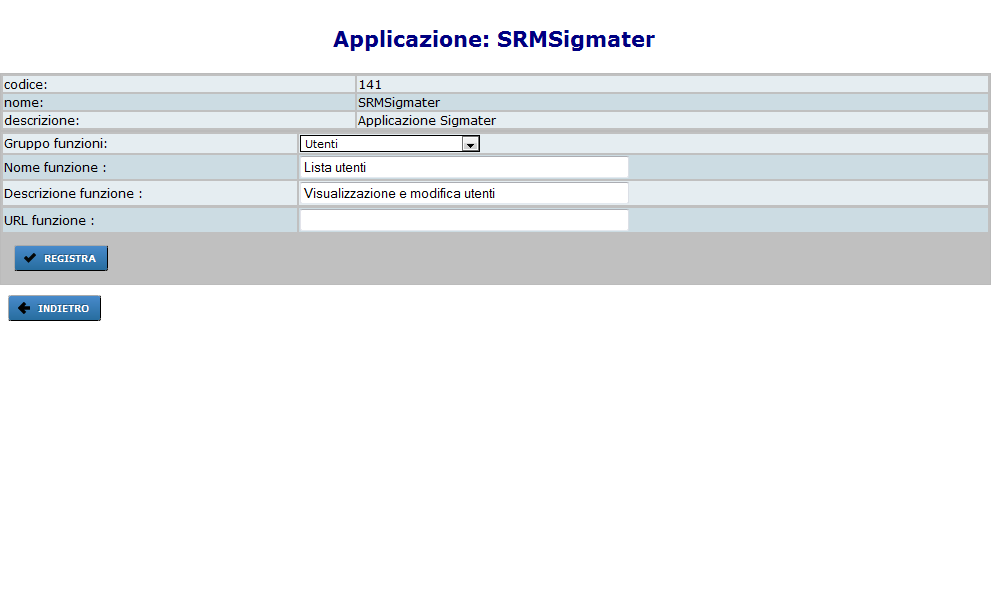 Applicazione: SRMSigmater
codice: 141
nome: SRMSigmater
descrizione: Applicazione Sigmater
Gruppo funzioni: Utenti
Nome funzione : Lista utenti
Descrizione funzione : Visualizzazione e modifica utenti
URL funzione :
REGISTRA
INDIETRO